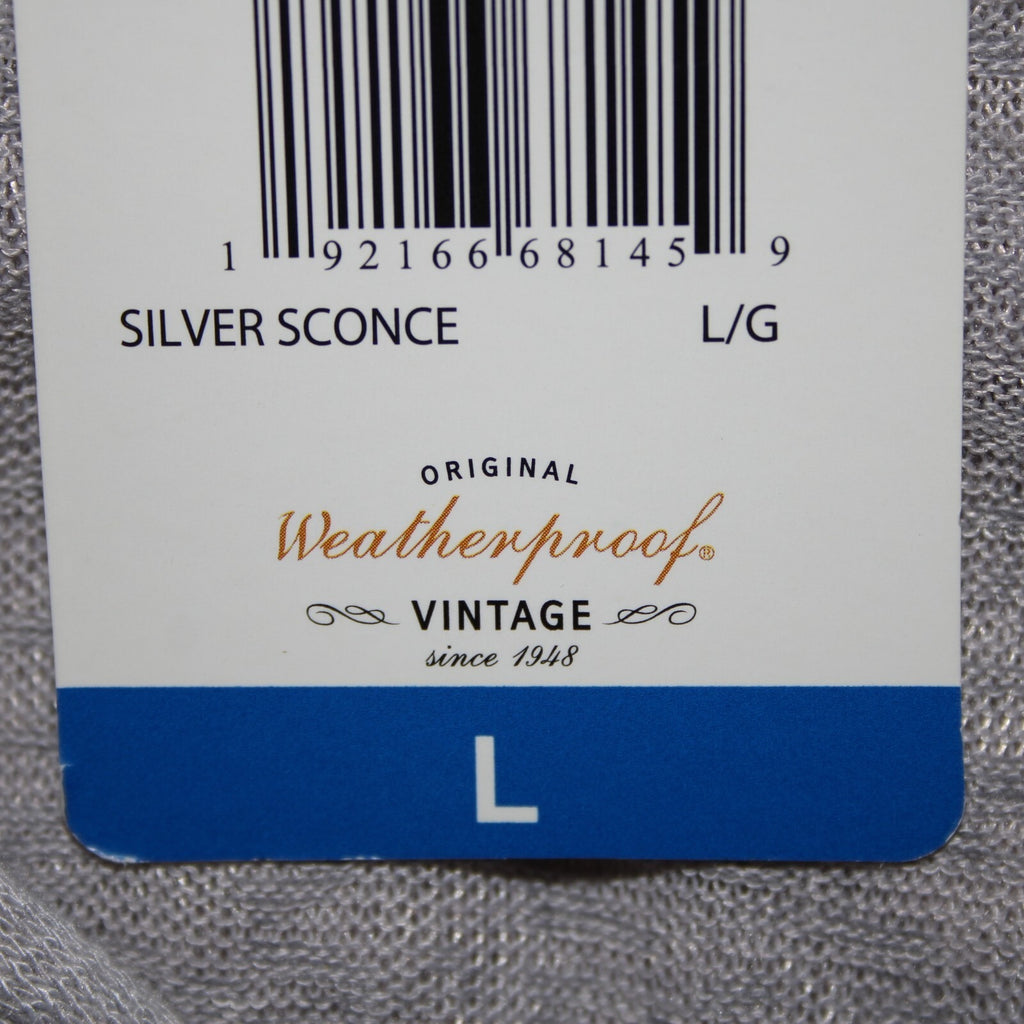 1 92166 68145 9
SILVER SCONCE L/G
ORIGINAL
Weatherproof®
VINTAGE
since 1948
L